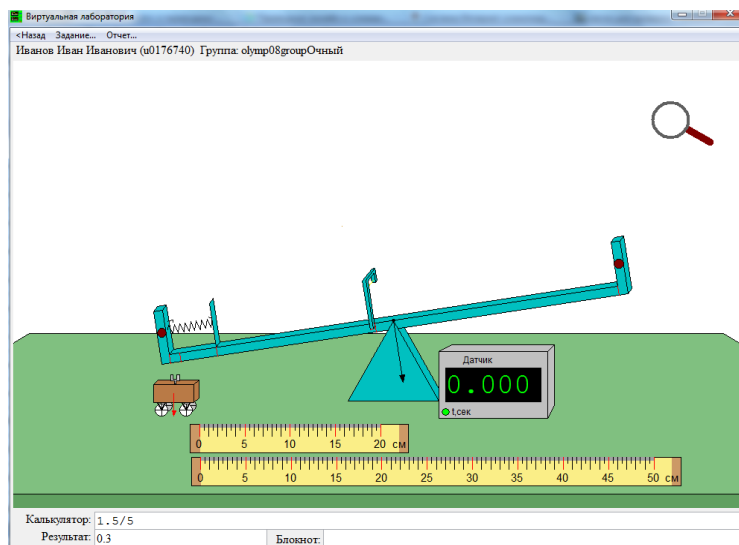 Виртуальная лаборатория
<Назад Задание... Отчет...
Иванов Иван Иванович (u0176740) Группа: olymp08groupОчный
Датчик
0.000
t,сек
0 5 10 15 20 см
0 5 10 15 20 25 30 35 40 45 50 см
Калькулятор: 1.5/5
Результат: 0.3 Блокнот: